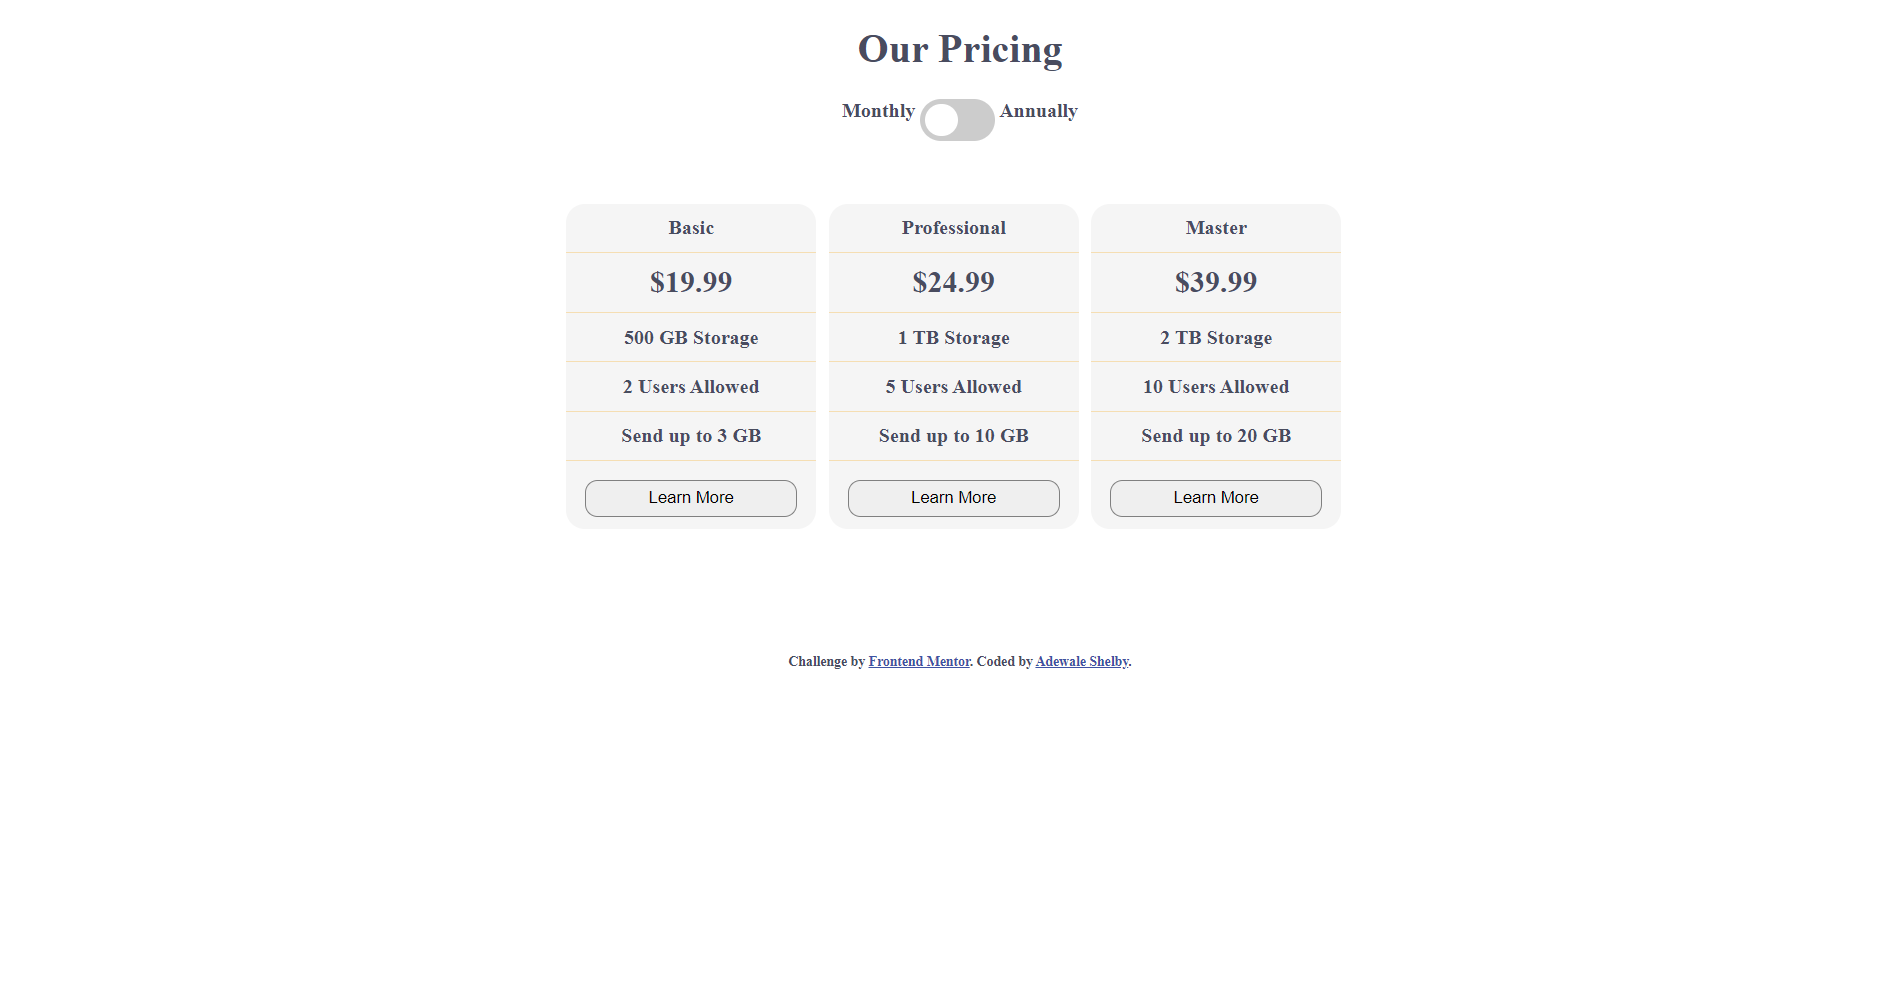 Our Pricing
Monthly Annually
Basic
$19.99
500 GB Storage
2 Users Allowed
Send up to 3 GB
Learn More
Professional
$24.99
1 TB Storage
5 Users Allowed
Send up to 10 GB
Learn More
Master
$39.99
2 TB Storage
10 Users Allowed
Send up to 20 GB
Learn More
Challenge by Frontend Mentor. Coded by Adewale Shelby.